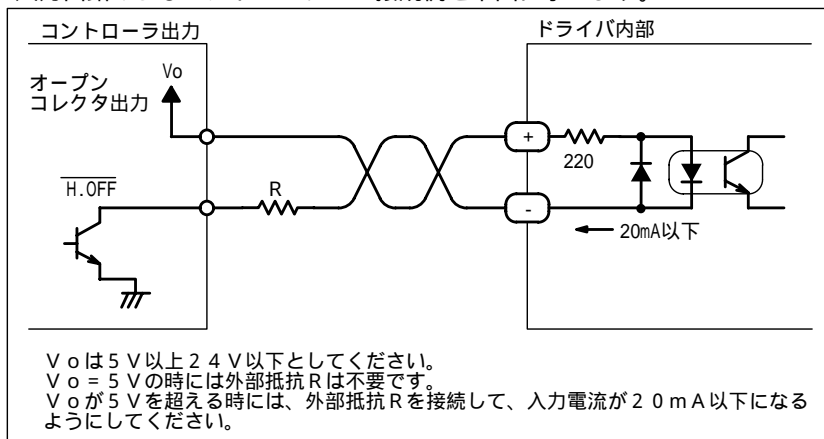 コントローラ出力
ドライバ内部
オープン
コレクタ出力
Vo
+
220
H.OFF
R
-
20mA以下
Voは5V以上24V以下としてください。
Vo=5Vの時には外部抵抗Rは不要です。
Voが5Vを超える時には、外部抵抗Rを接続して、入力電流が20mA以下になる
ようにしてください。